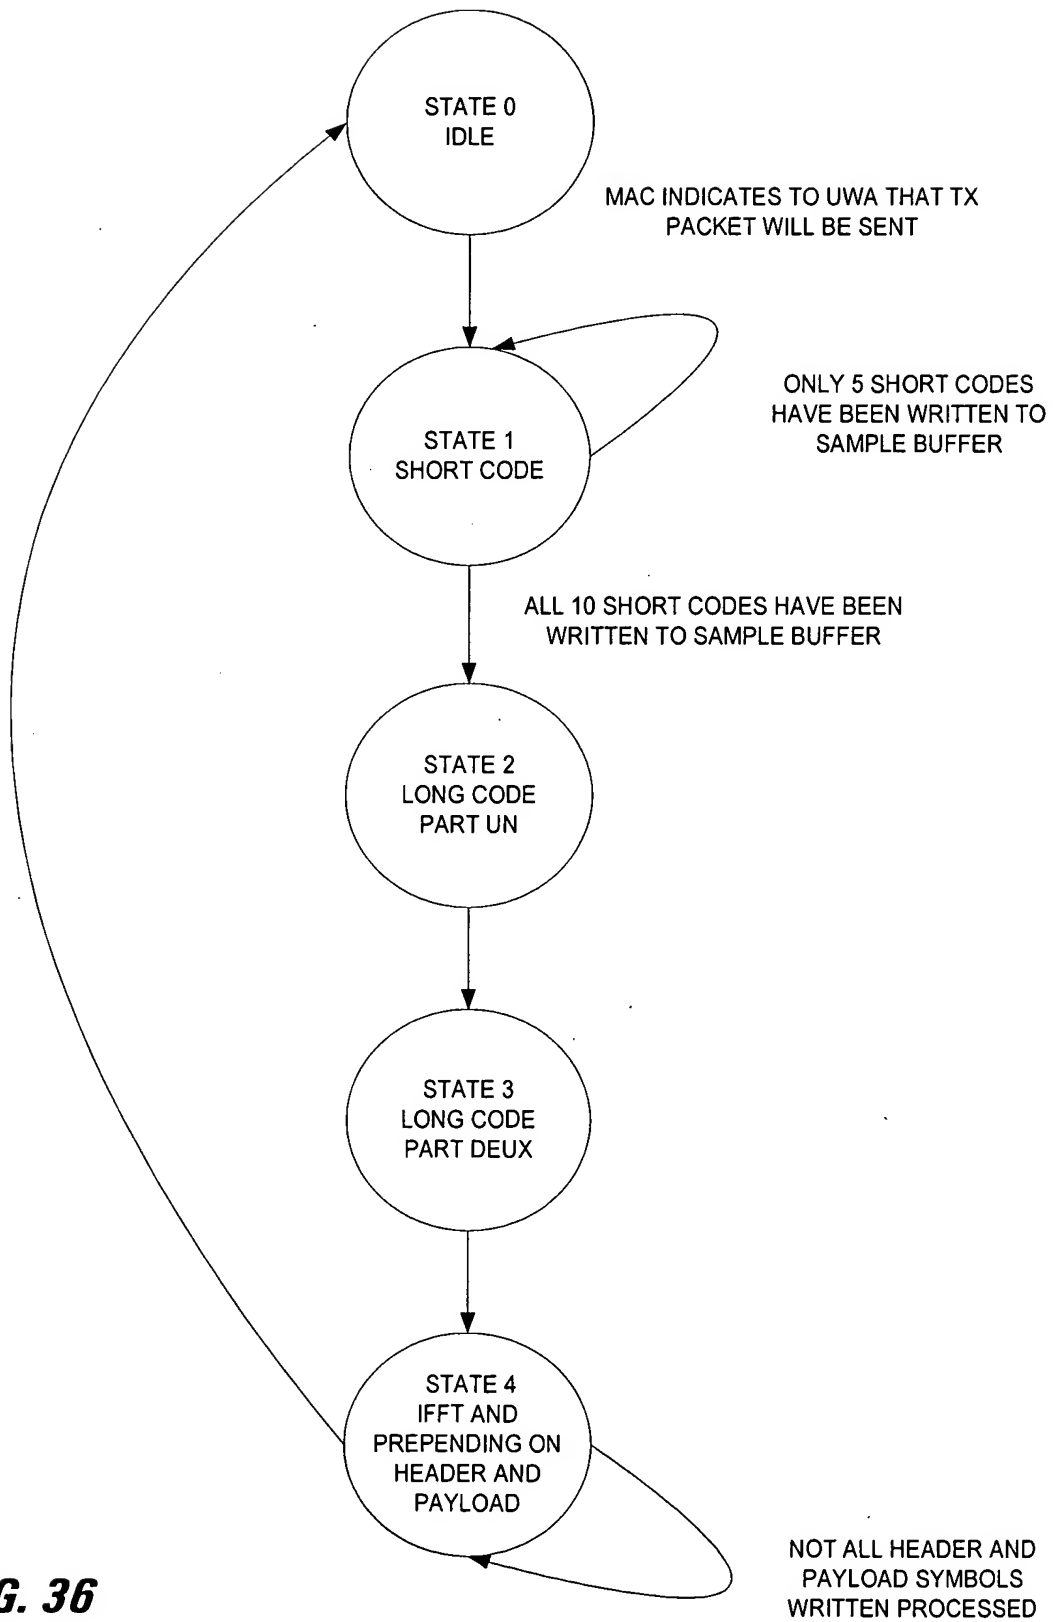 STATE 0
IDLE
MAC INDICATES TO UWA THAT TX
PACKET WILL BE SENT
ONLY 5 SHORT CODES
HAVE BEEN WRITTEN TO
SAMPLE BUFFER
STATE 1
SHORT CODE
ALL 10 SHORT CODES HAVE BEEN
WRITTEN TO SAMPLE BUFFER
STATE 2
LONG CODE
PART UN
STATE 3
LONG CODE
PART DEUX
STATE 4
IFFT AND
PREPENDING ON
HEADER AND
PAYLOAD
NOT ALL HEADER AND
PAYLOAD SYMBOLS
WRITTEN PROCESSED
G. 36